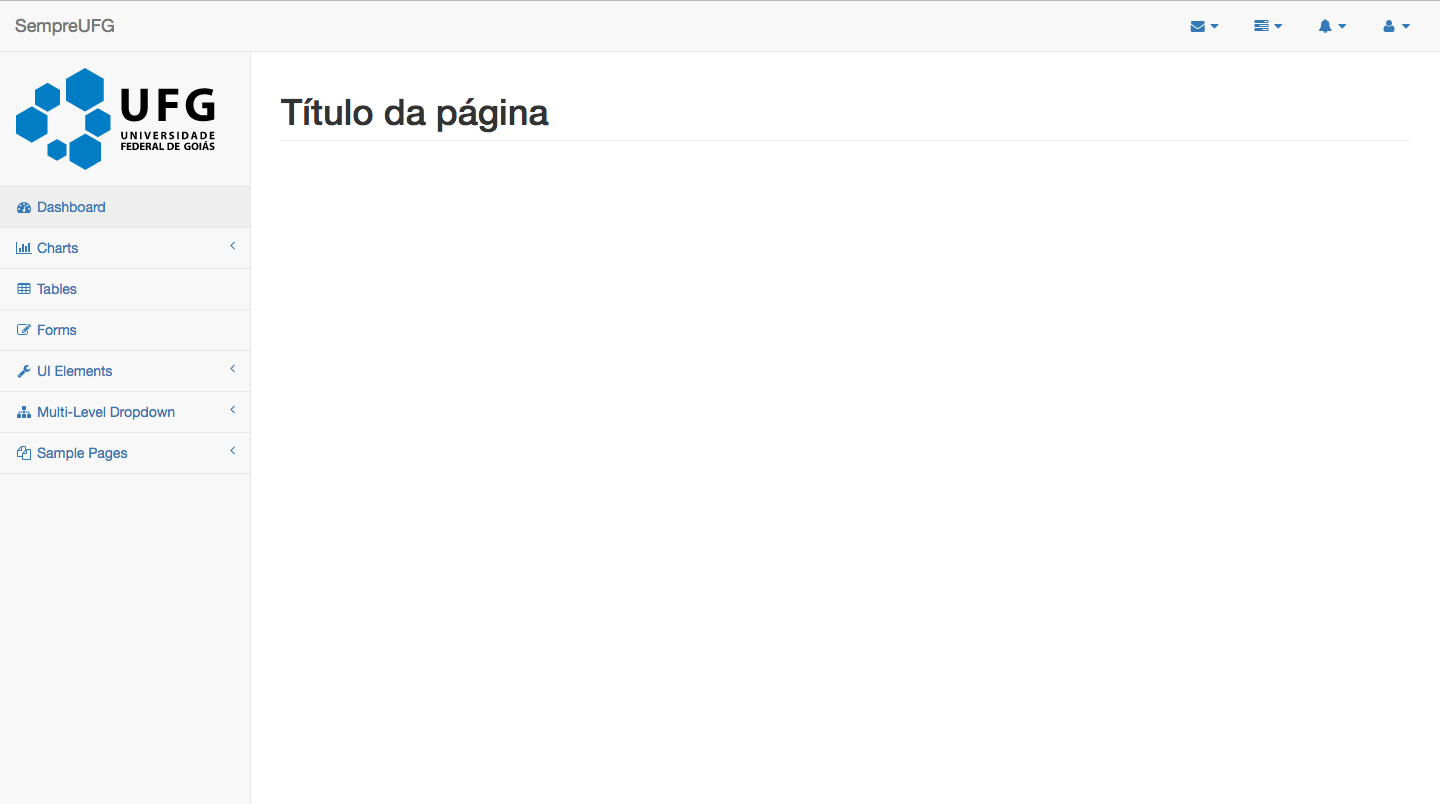 SempreUFG
UFG
UNIVERSIDADE
FEDERAL DE GOIÁS
Título da página
Dashboard
Charts
Tables
Forms
UI Elements
Multi-Level Dropdown
Sample Pages